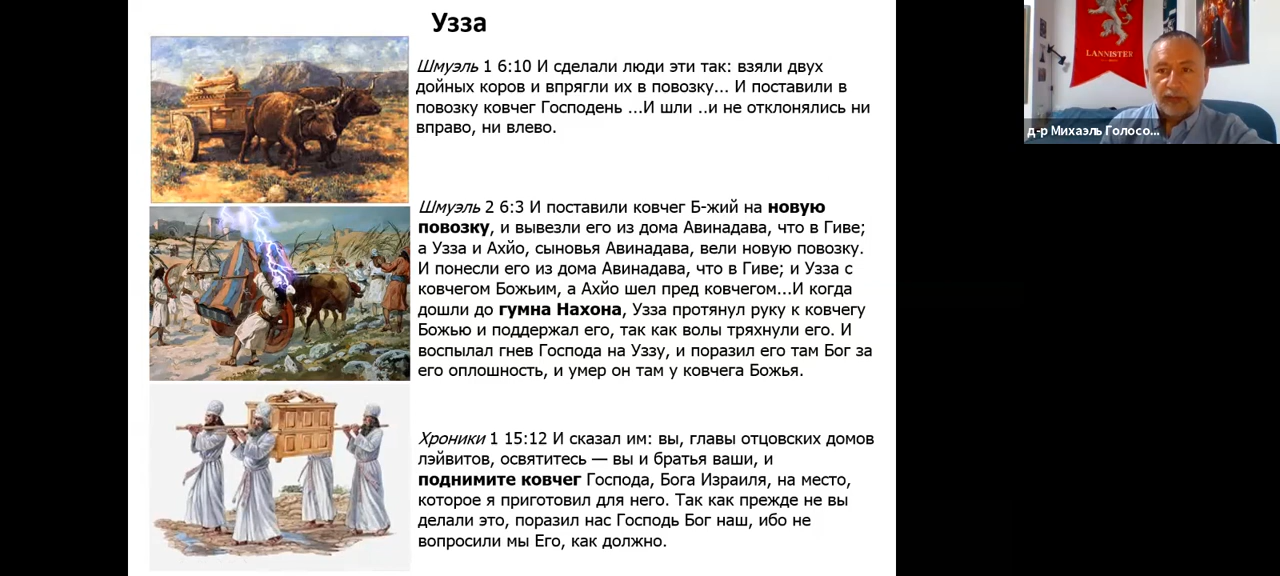 Узза
Шмуэль 1 6:10 И сделали люди эти так: взяли двух
дойных коров и впрягли их в повозку... И поставили в
повозку ковчег Господень ...И шли ..и не отклонялись ни
вправо, ни влево.
Шмуэль 2 6:3 И поставили ковчег Б-жий на новую
повозку, и вывезли его из дома Авинадава, что в Гиве;
а Узза и Ахйо, сыновья Авинадава, вели новую повозку.
И понесли его из дома Авинадава, что в Гиве; и Узза с
ковчегом Божьим, а Ахйо шел пред ковчегом...И когда
дошли до гумна Нахона, Узза протянул руку к ковчегу
Божью и поддержал его, так как волы тряхнули его. И
воспылал гнев Господа на Уззу, и поразил его там Бог за
его оплошность, и умер он там у ковчега Божья.
Хроники 1 15:12 И сказал им: вы, главы отцовских домов
лэйвитов, освятитесь — вы и братья ваши, и
поднимите ковчег Господа, Бога Израиля, на место,
которое я приготовил для него. Так как прежде не вы
делали это, поразил нас Господь Бог наш, ибо не
вопросили мы Его, как должно.
LANNISTER
д-р Михаэль Голосо...